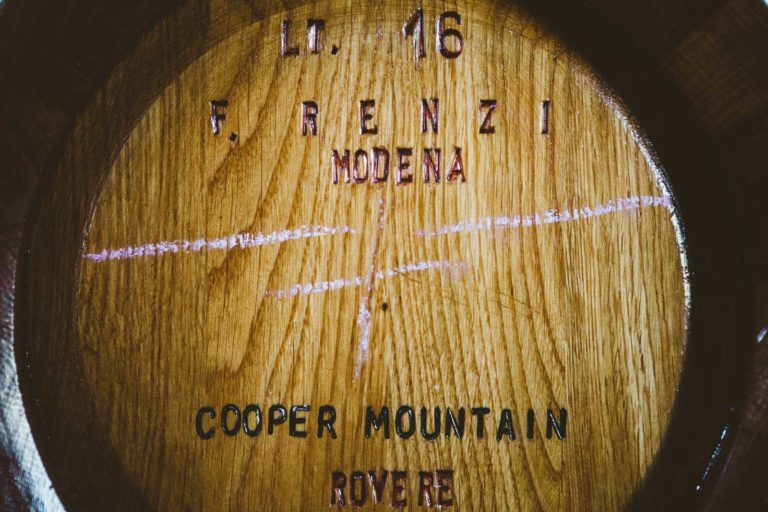 LT. 16
F. RENZI
MODENA
COOPER MOUNTAIN
ROVERE